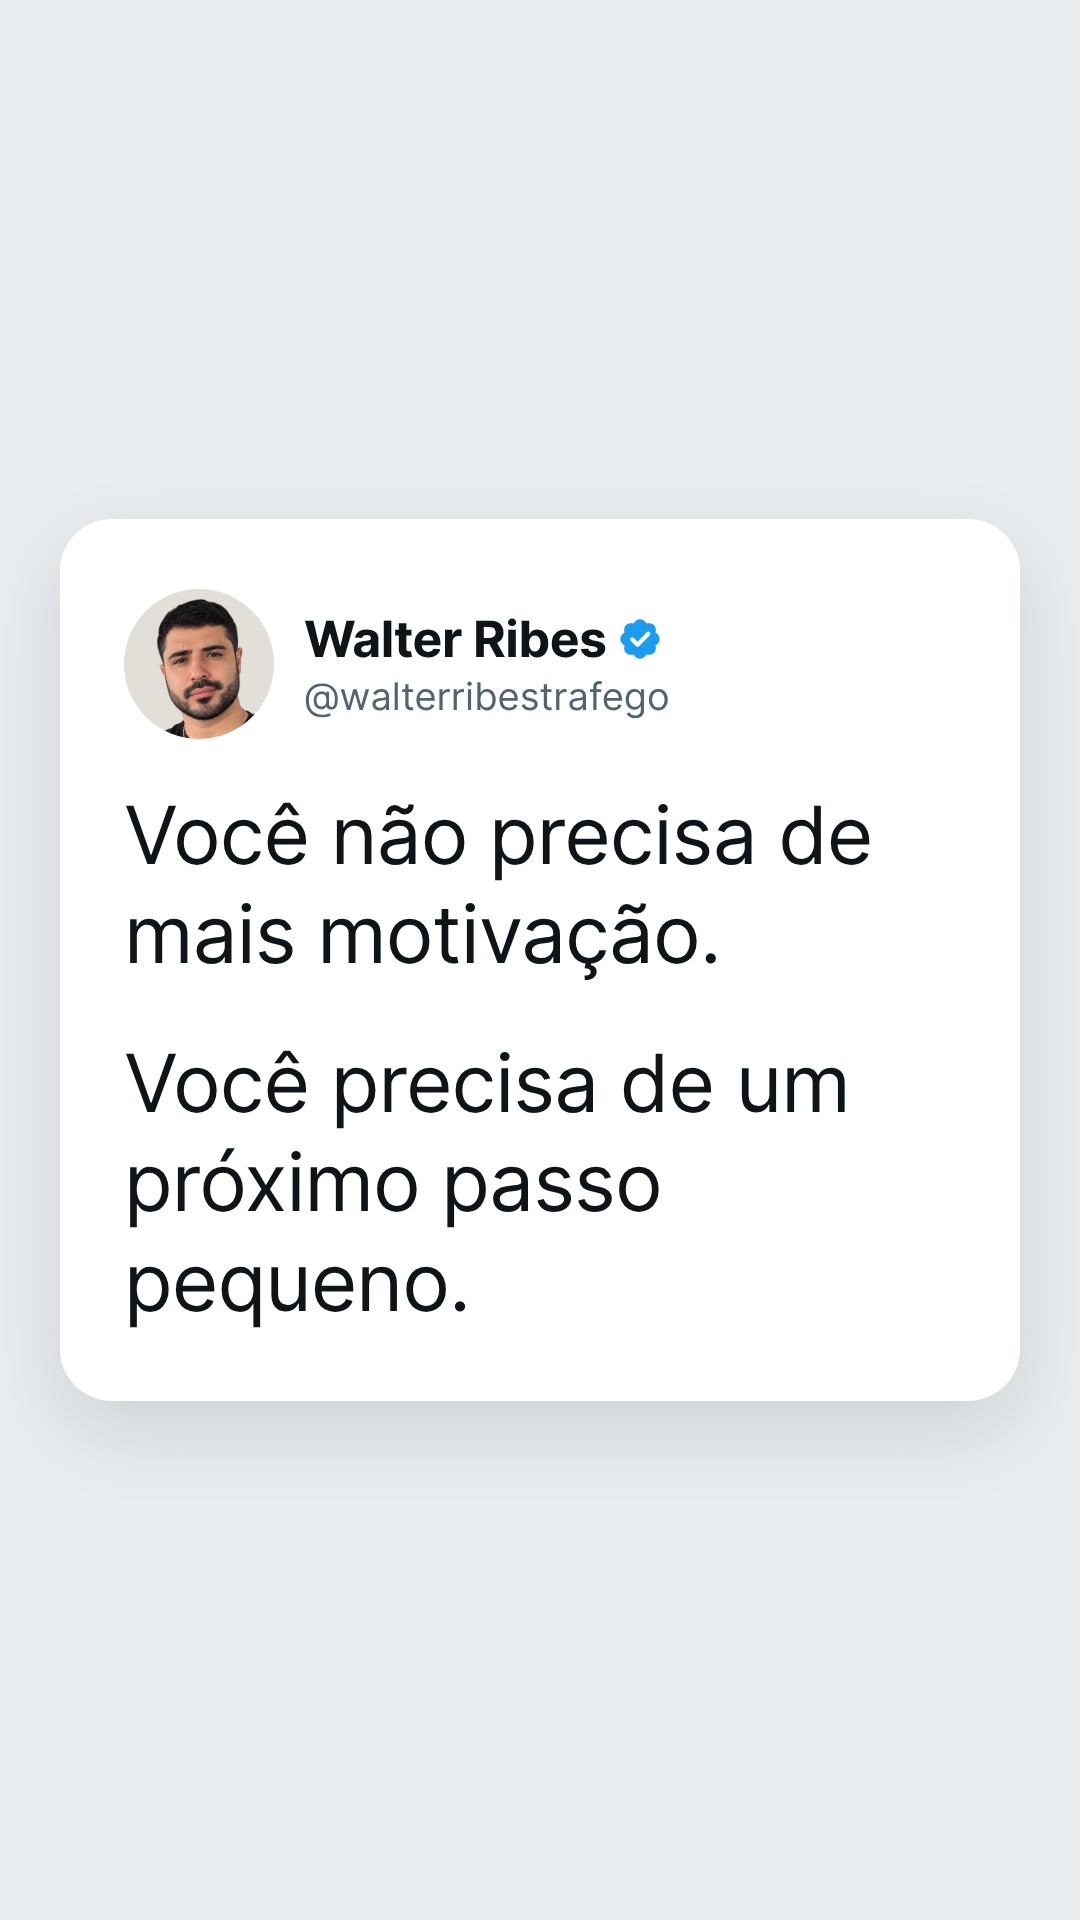 Walter Ribes
@walterribestrafego
Você não precisa de
mais motivação.
Você precisa de um
próximo passo
pequeno.